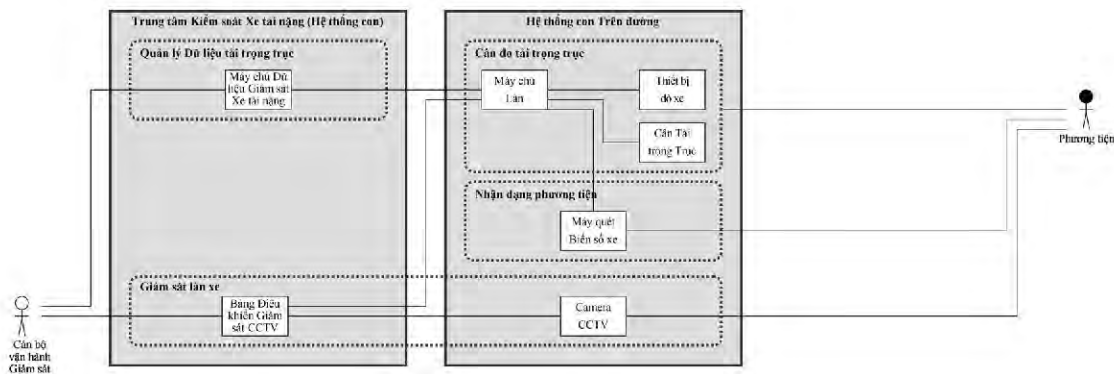 Trung tâm Kiểm soát Xe tải nặng (Hệ thống con)
Hệ thống con Trên đường
Quản lý Dữ liệu tải trọng trục
Máy chủ Dữ
liệu Giám sát
Xe tải nặng
Cân đo tải trọng trục
Máy chủ
Làn
Thiết bị
dò xe
Cân Tải
trọng Trục
Phương tiện
Nhận dạng phương tiện
Máy quét
Biển số xe
Giám sát làn xe
Bảng Điều
khiển Giám
sát CCTV
Camera
CCTV
Cán bộ
vận hành
Giám sát